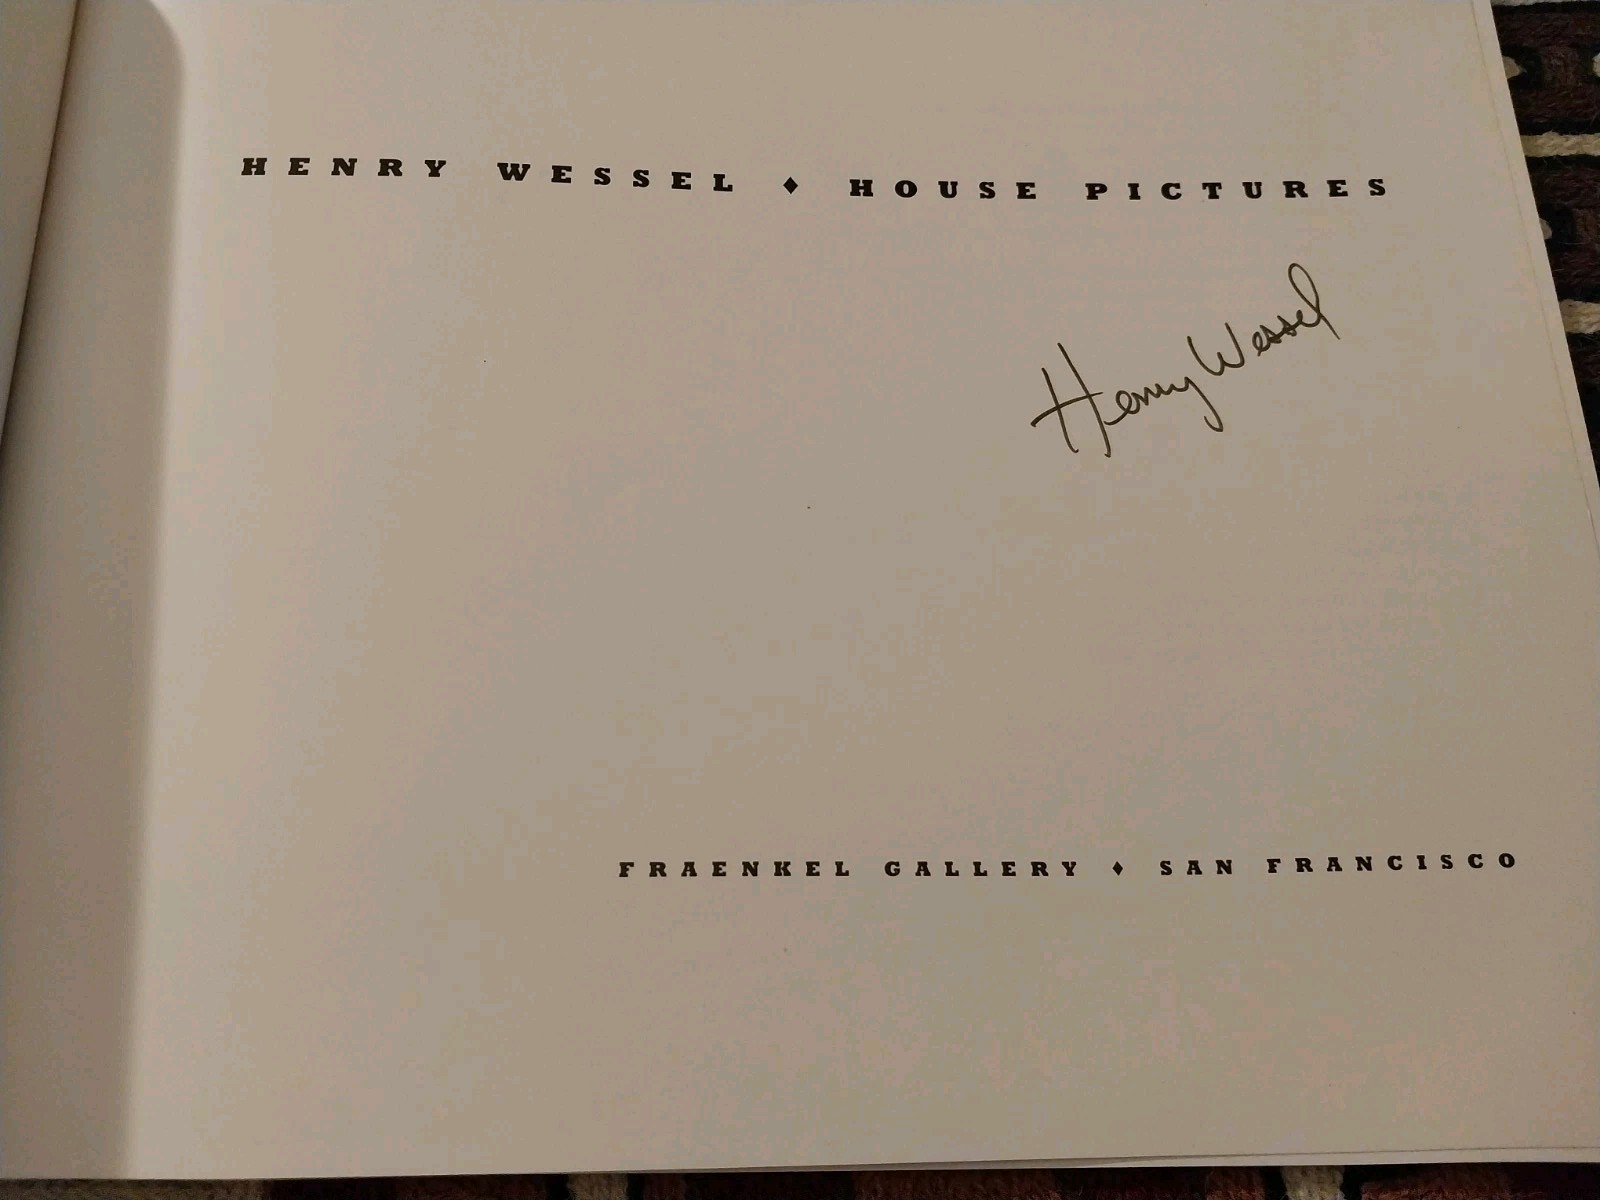 HENRY WESSEL ♦ HOUSE PICTURES
Henry Wessel
FRAENKEL GALLERY ♦ SAN FRANCISCO